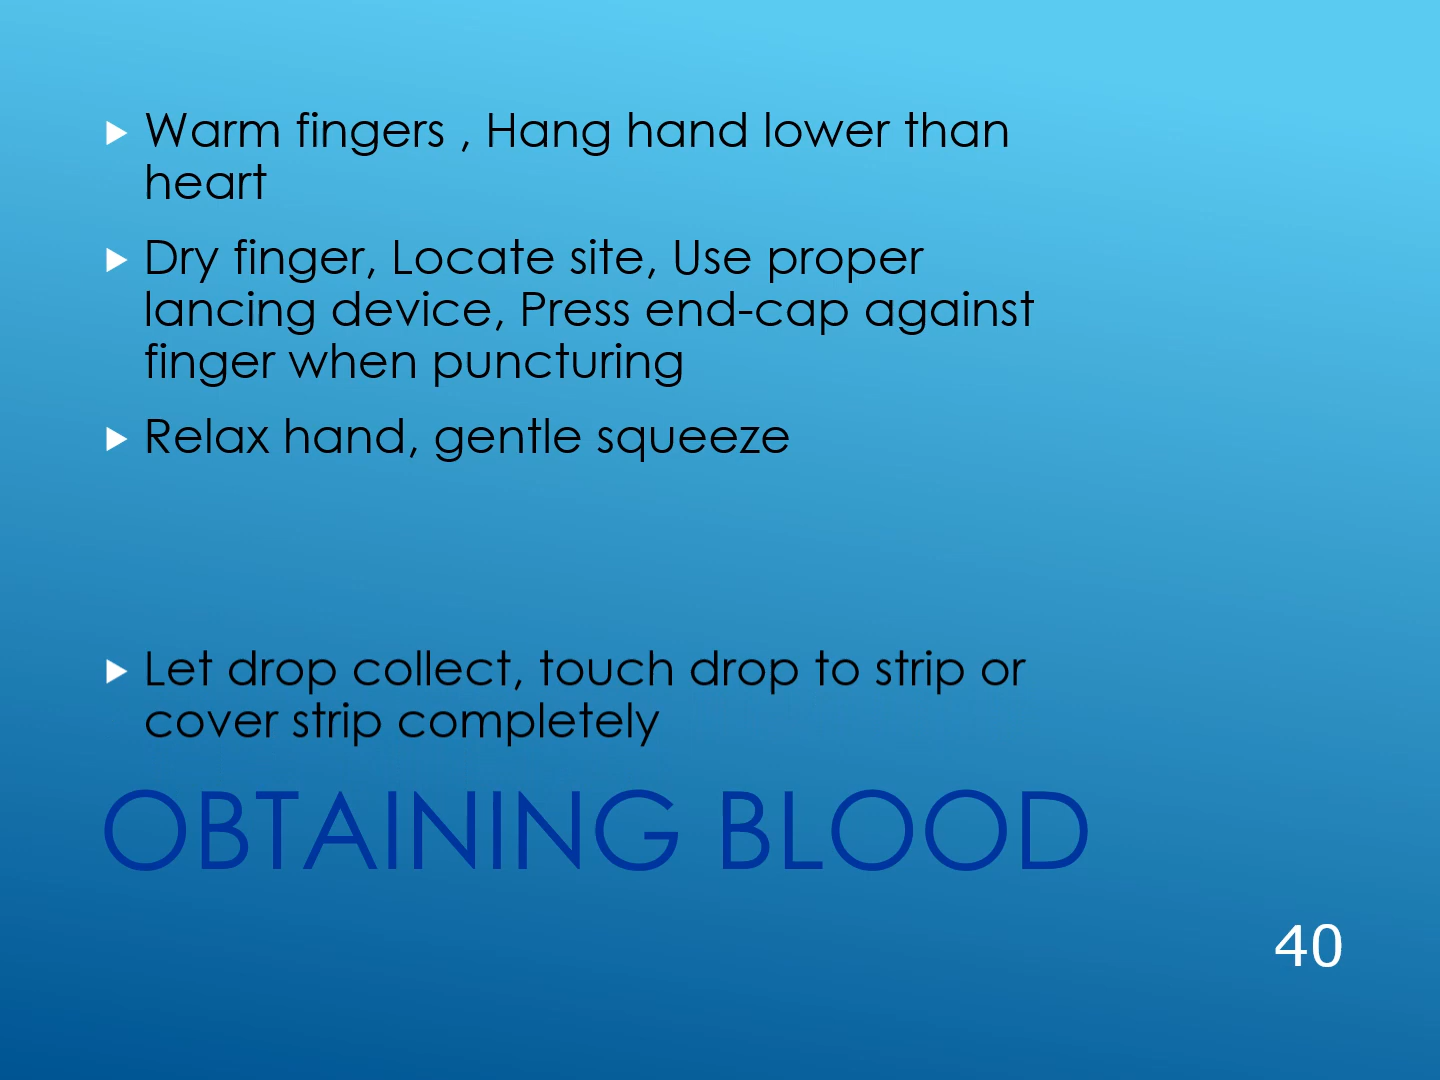 Warm fingers , Hang hand lower than
heart
Dry finger, Locate site, Use proper
lancing device, Press end-cap against
finger when puncturing
Relax hand, gentle squeeze
Let drop collect, touch drop to strip or
cover strip completely
OBTAINING BLOOD
40